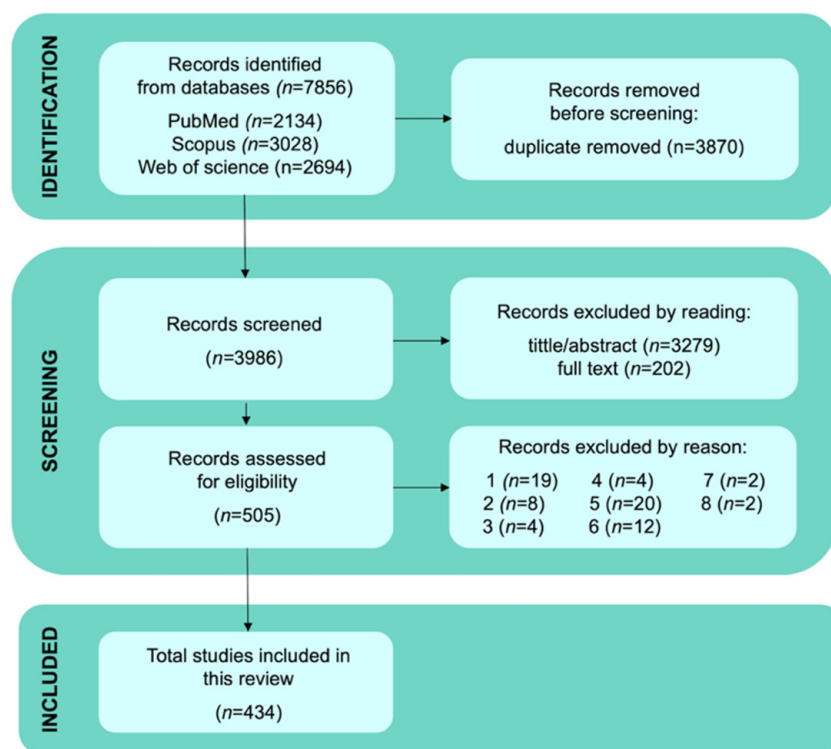 IDENTIFICATION
Records identified
from databases (n=7856)
PubMed (n=2134)
Scopus (n=3028)
Web of science (n=2694)
Records removed
before screening:
duplicate removed (n=3870)
SCREENING
Records screened
(n=3986)
Records excluded by reading:
tittle/abstract (n=3279)
full text (n=202)
Records assessed
for eligibility
(n=505)
Records excluded by reason:
1 (n=19) 4 (n=4) 7 (n=2)
2 (n=8) 5 (n=20) 8 (n=2)
3 (n=4) 6 (n=12)
INCLUDED
Total studies included in
this review
(n=434)